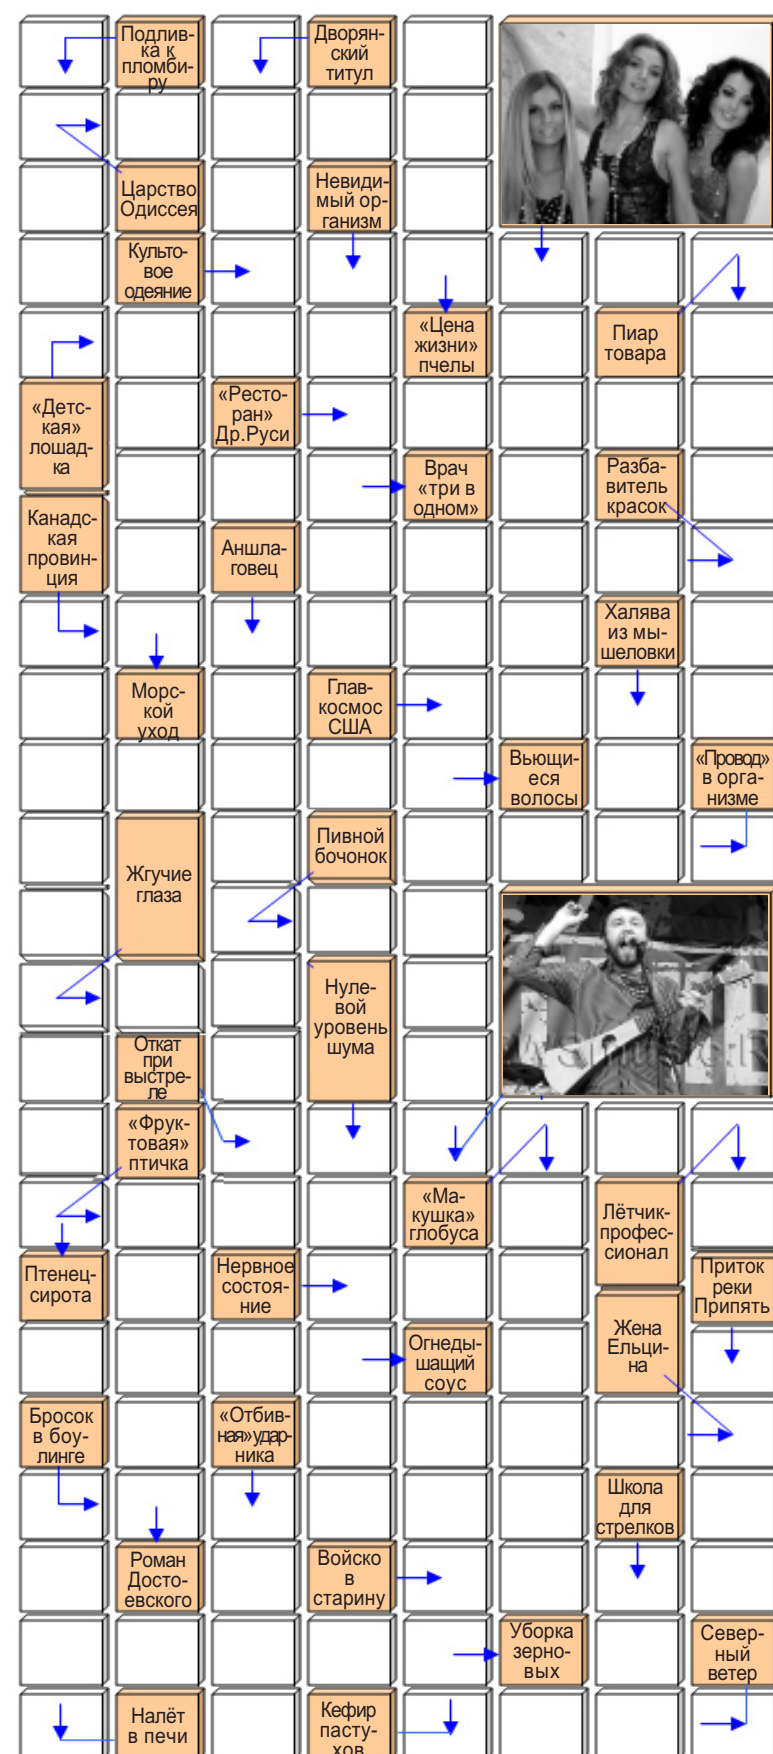 Подлив-
ка к
пломби-
ру
Дворян-
ский
титул
Царство
Одиссея
Невиди-
мый ор-
ганизм
Культо-
вое
одеяние
«Цена
жизни»
пчелы
Пиар
товара
«Детс-
кая»
лошад-
ка
«Ресто-
ран»
Др.Руси
Врач
«три в
одном»
Разба-
витель
красок
Канадс-
кая
провин-
ция
Аншла-
говец
Халява
из мы-
шеловки
Морс-
кой
уход
Глав-
космос
США
Вьющи-
еся
волосы
«Провод»
в орга-
низме
Жгучие
глаза
Пивной
бочонок
Нуле-
вой
уровень
шума
Откат
при
выстре-
ле
«Фрук-
товая»
птичка
«Ма-
кушка»
глобуса
Лётчик-
профес-
сионал
Птенец-
сирота
Нервное
состоя-
ние
Приток
реки
Припять
Жена
Ельци-
на
Огнеды-
шащий
соус
Бросок
в боу-
линге
«Отбив-
ная»удар-
ника
Школа
для
стрелков
Роман
Досто-
евского
Войско
в
старину
Уборка
зерно-
вых
Север-
ный
ветер
Налёт
в печи
Кефир
пасту-
хов